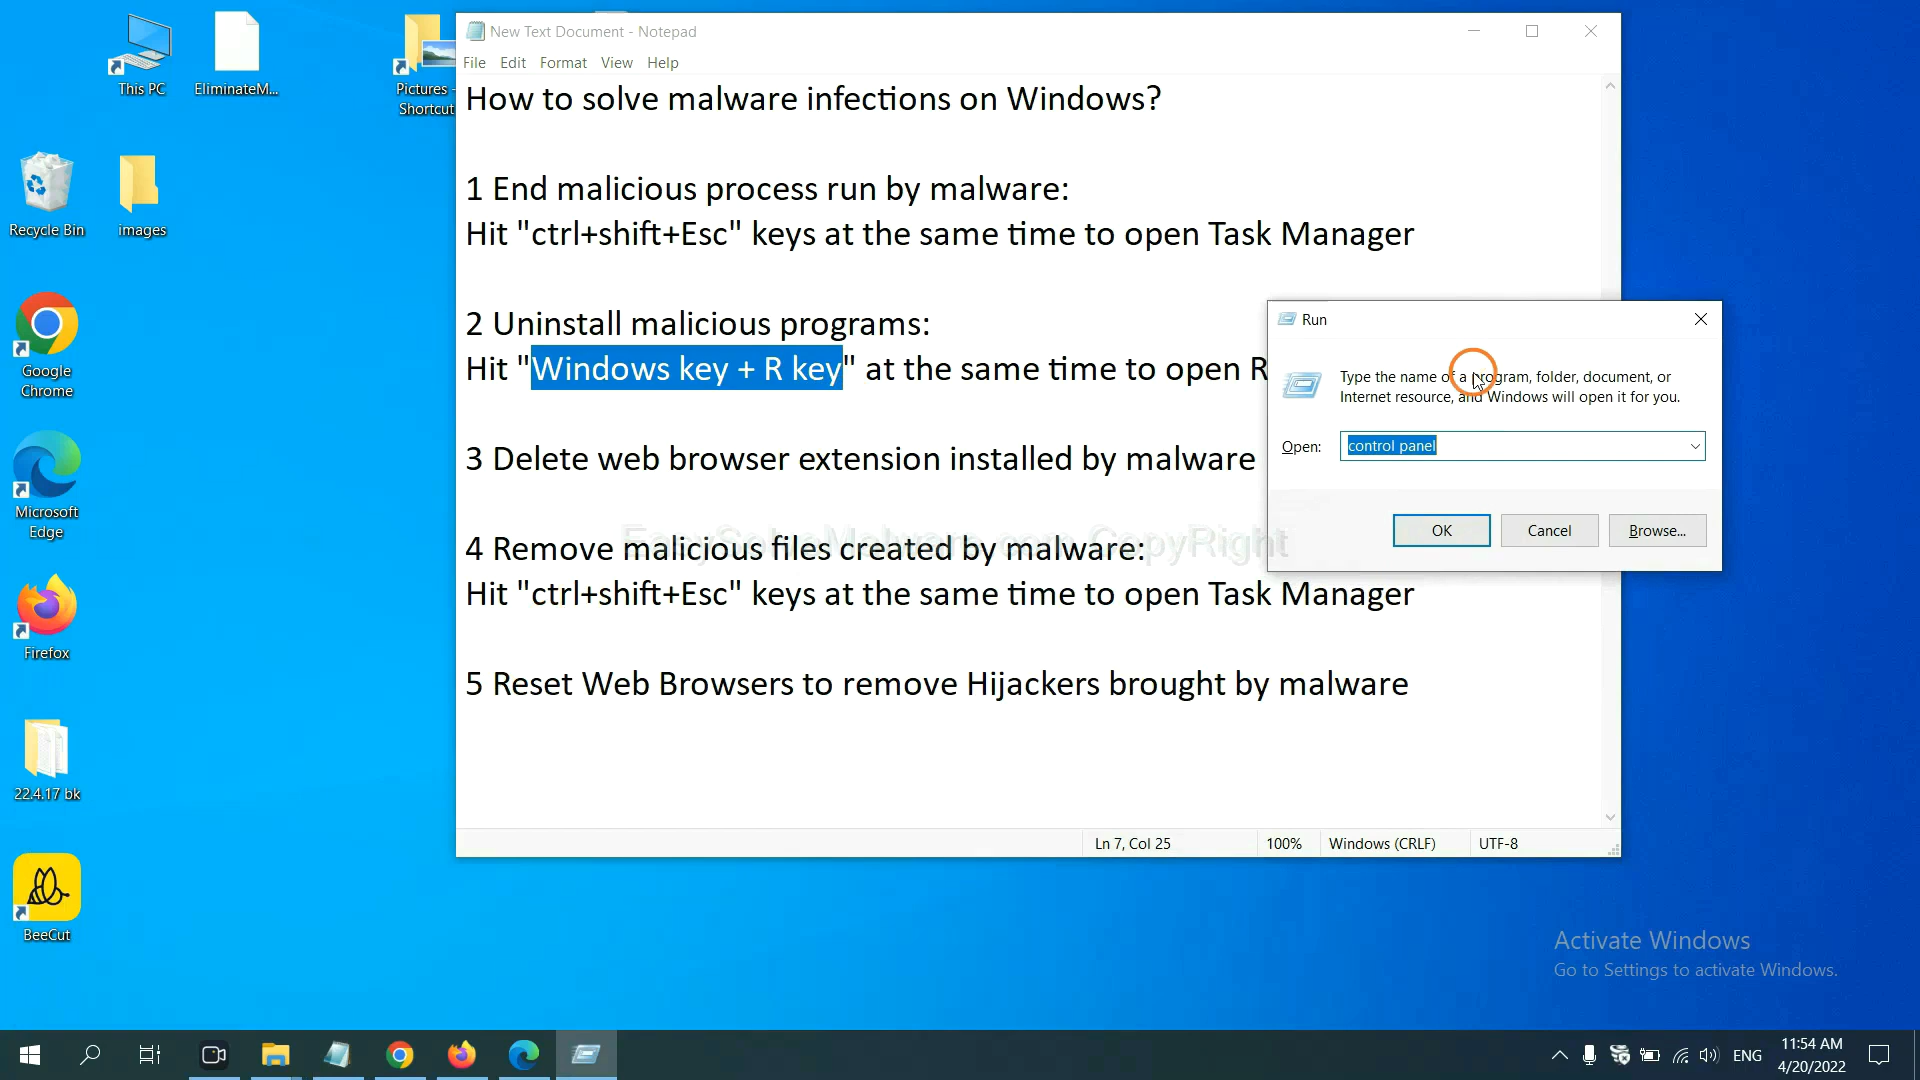 This PC
EliminateM...
Pictures -
Shortcut
Recycle Bin
images
Google
Chrome
Microsoft
Edge
Firefox
22.4.17 bk
BeeCut
New Text Document - Notepad
File Edit Format View Help
How to solve malware infections on Windows?
1 End malicious process run by malware:
Hit "ctrl+shift+Esc" keys at the same time to open Task Manager
2 Uninstall malicious programs:
Hit "Windows key + R key" at the same time to open R
3 Delete web browser extension installed by malware
4 Remove malicious files created by malware:
Hit "ctrl+shift+Esc" keys at the same time to open Task Manager
5 Reset Web Browsers to remove Hijackers brought by malware
EasySolveMalware.com CopyRight
Ln 7, Col 25 100% Windows (CRLF) UTF-8
Run
Type the name of a program, folder, document, or
Internet resource, and Windows will open it for you.
Open: control panel
OK Cancel Browse...
Activate Windows
Go to Settings to activate Windows.
ENG
11:54 AM
4/20/2022